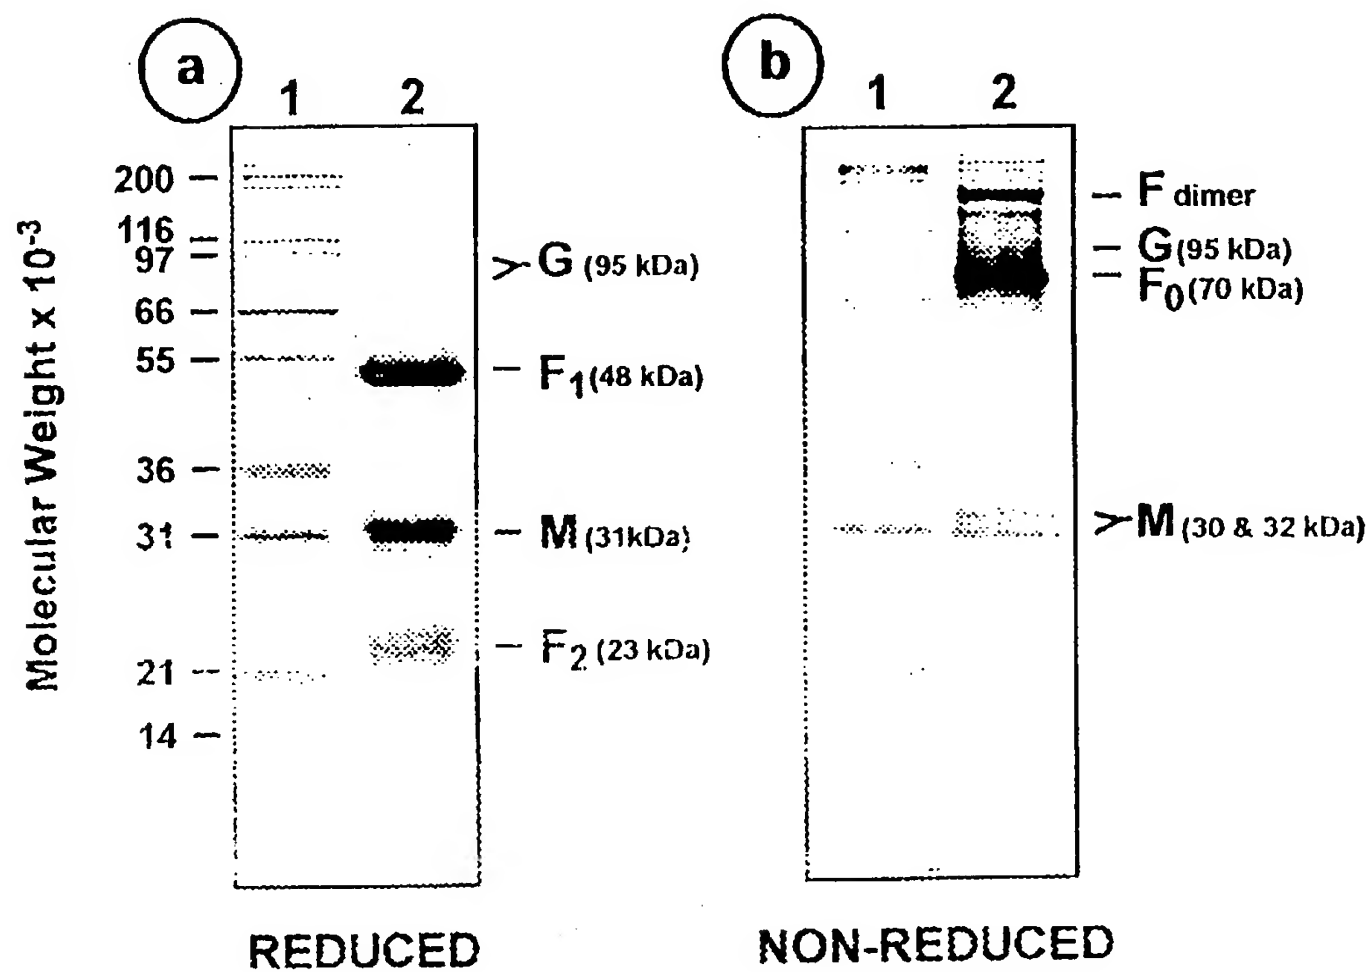 a
1 2
200
116
97
66
55
36
31
21
14
Molecular Weight x 10-3
G (95 kDa)
F1 (48 kDa)
M (31kDa)
F2 (23 kDa)
REDUCED
b
1 2
F dimer
G (95 kDa)
F0 (70 kDa)
M (30 & 32 kDa)
NON-REDUCED